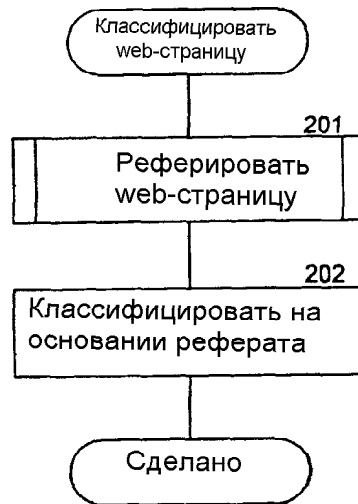 Классифицировать
web-страницу
201
Реферировать
web-страницу
202
Классифицировать на
основании реферата
Сделано